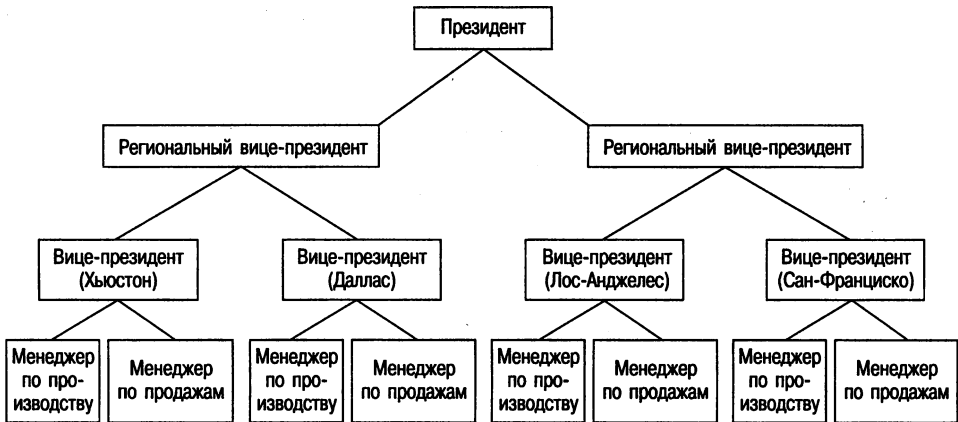 Президент
Региональный вице-президент
Региональный вице-президент
Вице-президент
(Хьюстон)
Вице-президент
(Даллас)
Вице-президент
(Лос-Анджелес)
Вице-президент
(Сан-Франциско)
Менеджер
по про-
изводству
Менеджер
по продажам
Менеджер
по про-
изводству
Менеджер
по продажам
Менеджер
по про-
изводству
Менеджер
по продажам
Менеджер
по про-
изводству
Менеджер
по продажам